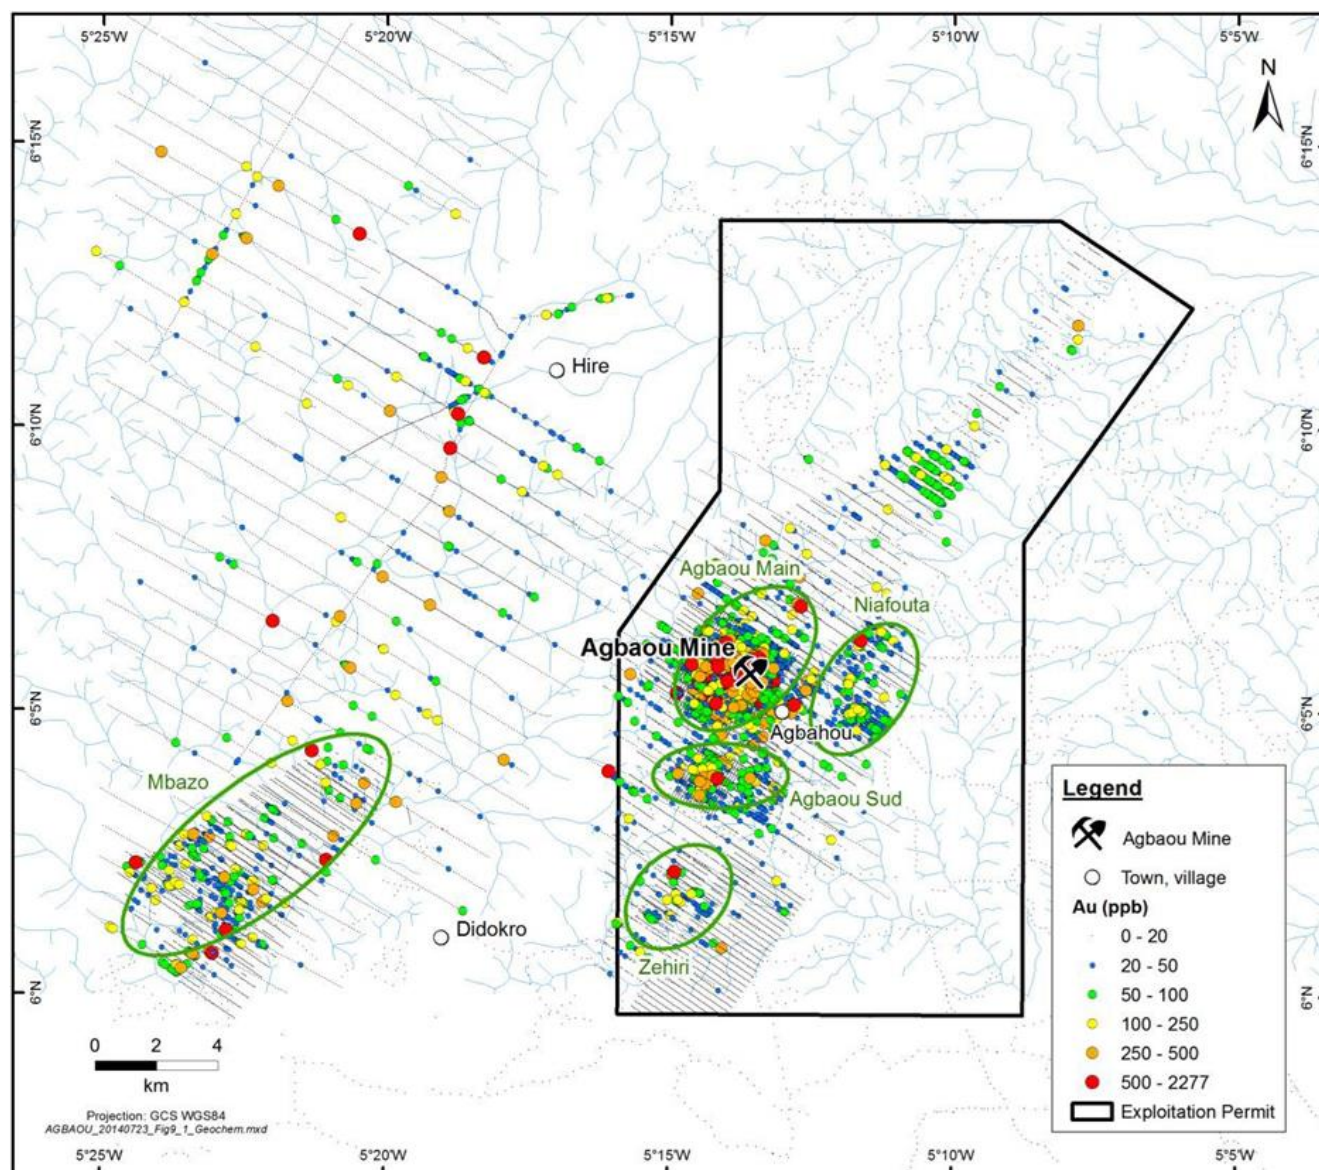 5°25'W
5°20'W
5°15'W
5°10'W
5°5'W
N
6°15'N
6°15'N
Hire
6°10'N
6°10'N
Agbaou Main
Niafouta
Agbaou Mine
6°5'N
6°5'N
Agbahou
Mbazo
Agbaou Sud
Legend
Agbaou Mine
Town, village
Au (ppb)
0 - 20
20 - 50
50 - 100
100 - 250
250 - 500
500 - 2277
Exploitation Permit
Didokro
Zehiri
6°N
6°N
0 2 4
km
Projection: GCS WGS84
AGBAOU_20140723_Fig9_1_Geochem.mxd
5°25'W
5°20'W
5°15'W
5°10'W
5°5'W